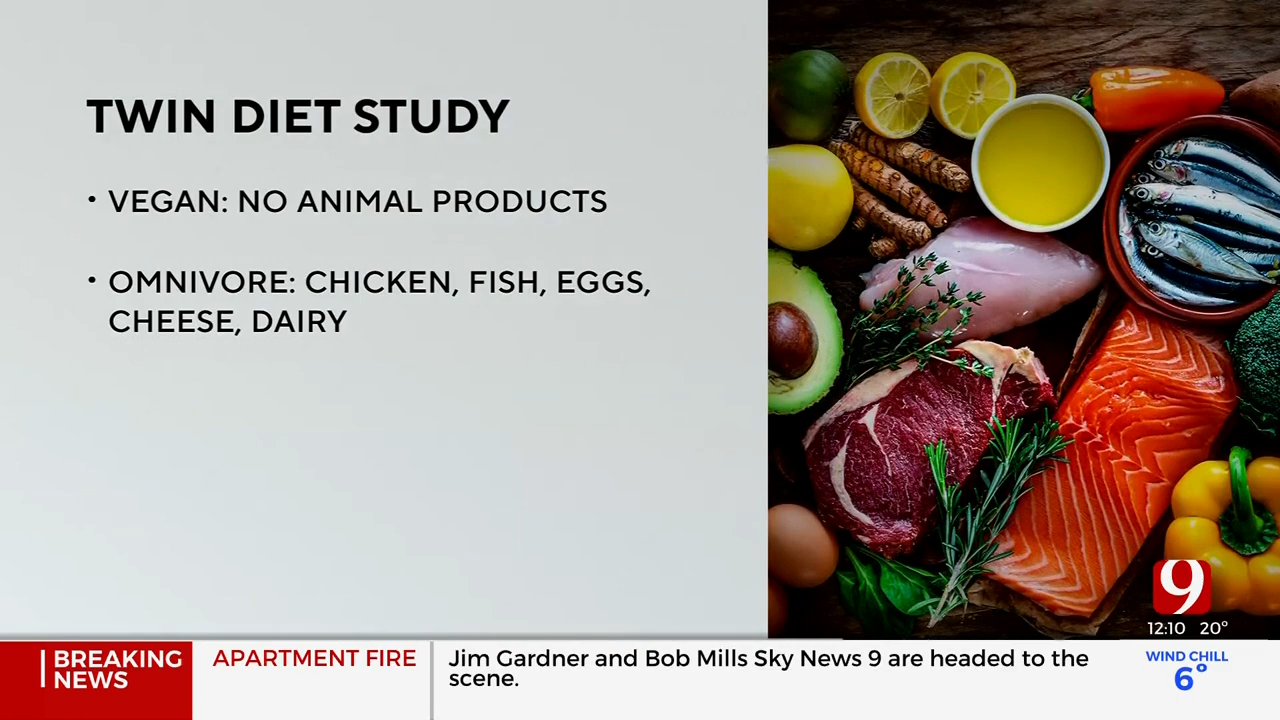 TWIN DIET STUDY
• VEGAN: NO ANIMAL PRODUCTS
• OMNIVORE: CHICKEN, FISH, EGGS,
CHEESE, DAIRY
9
12:10 20°
WIND CHILL
6°
BREAKING
NEWS
APARTMENT FIRE
Jim Gardner and Bob Mills Sky News 9 are headed to the
scene.